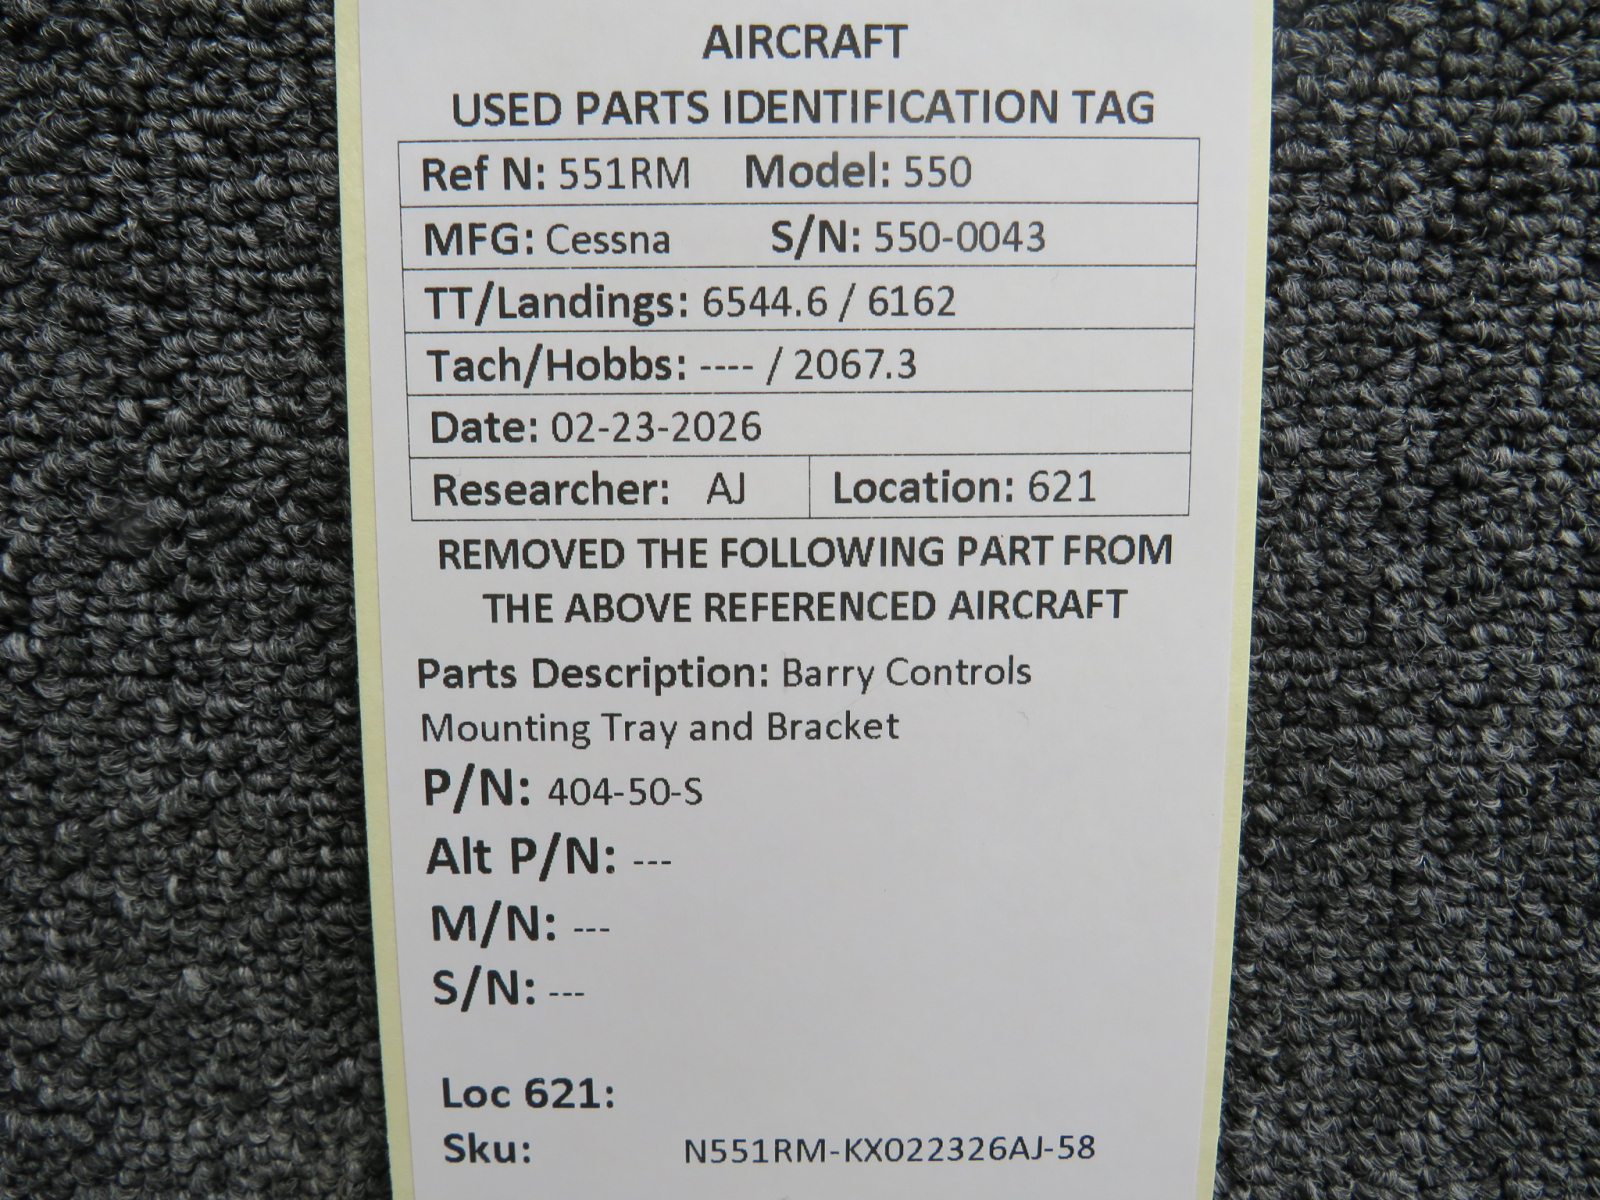 AIRCRAFT
USED PARTS IDENTIFICATION TAG
Ref N: 551RM Model: 550
MFG: Cessna S/N: 550-0043
TT/Landings: 6544.6 / 6162
Tach/Hobbs: ---- / 2067.3
Date: 02-23-2026
Researcher: AJ Location: 621
REMOVED THE FOLLOWING PART FROM
THE ABOVE REFERENCED AIRCRAFT
Parts Description: Barry Controls
Mounting Tray and Bracket
P/N: 404-50-S
Alt P/N: ---
M/N: ---
S/N: ---
Loc 621:
Sku: N551RM-KX022326AJ-58